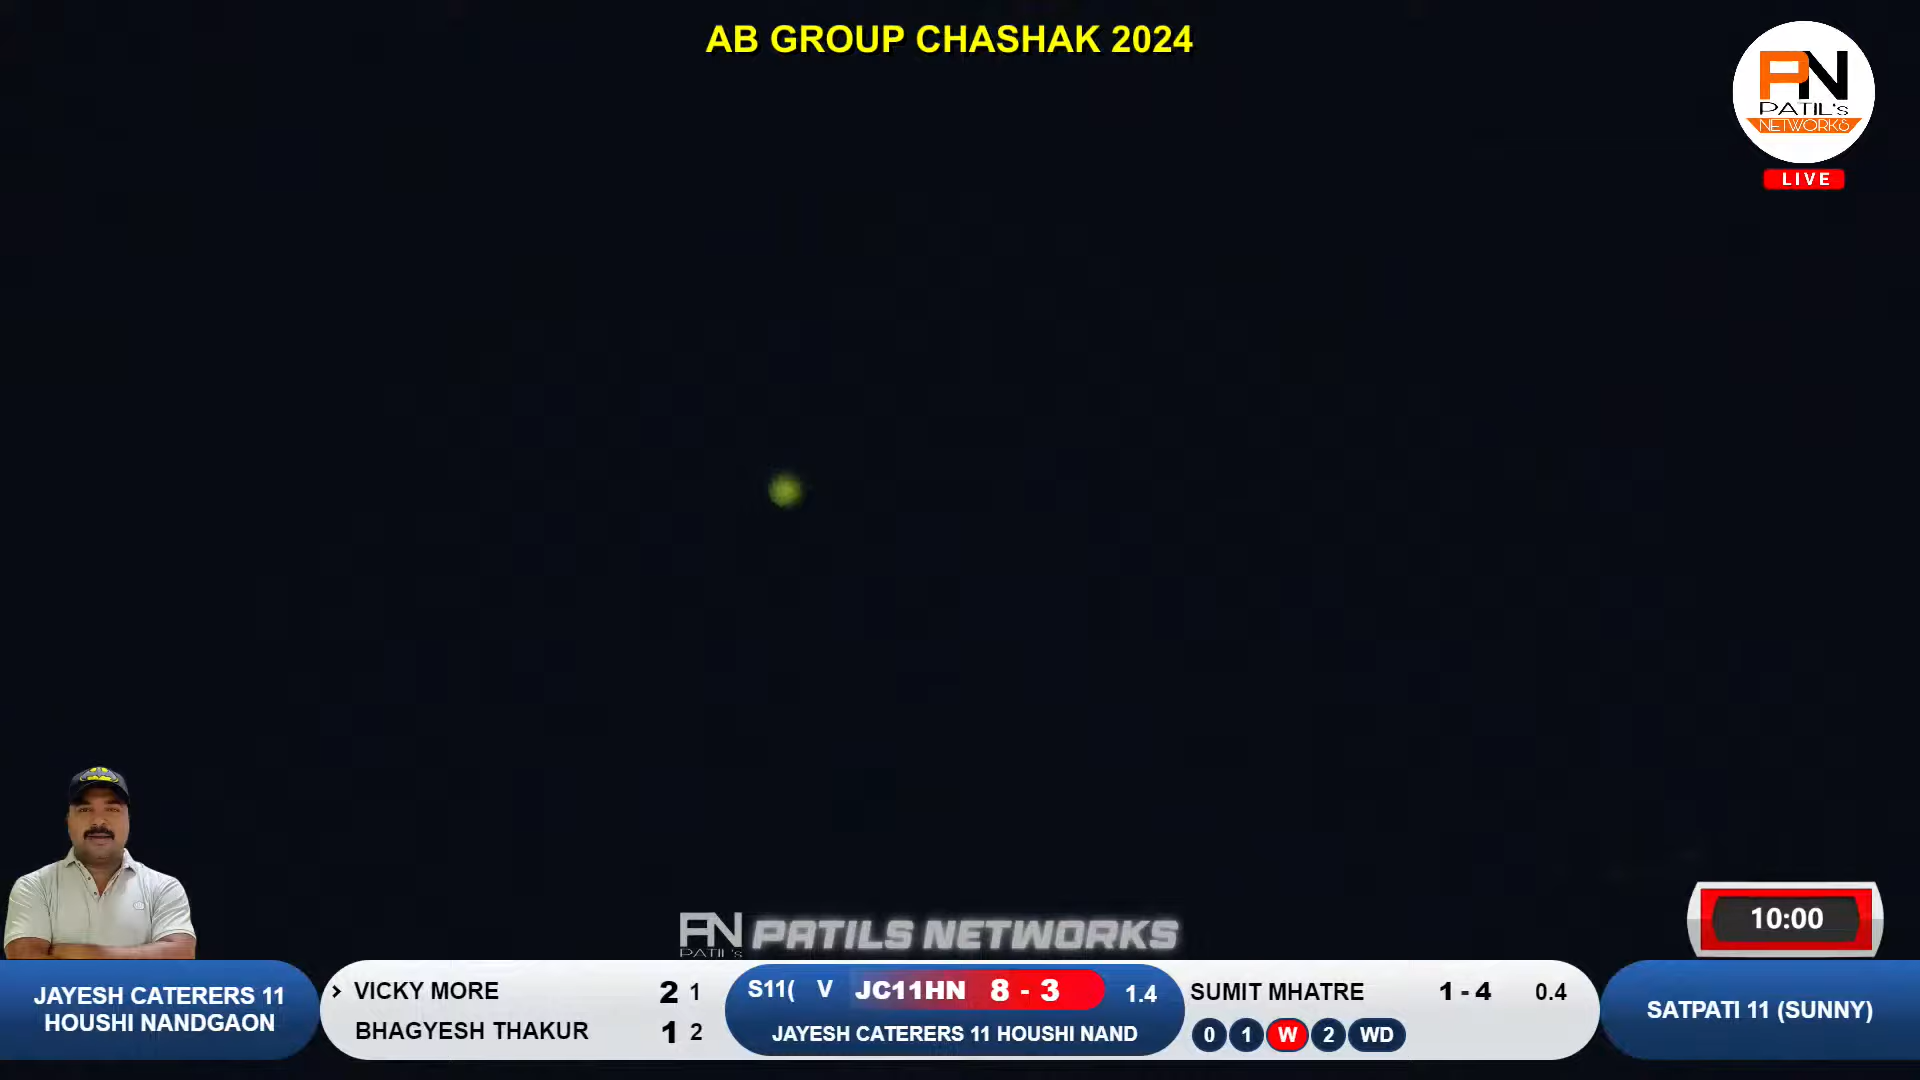 AB GROUP CHASHAK 2024
PN
PATIL's
NETWORKS
LIVE
10:00
PN PATILS NETWORKS
PATIL's
JAYESH CATERERS 11
HOUSHI NANDGAON
> VICKY MORE 2 1
BHAGYESH THAKUR 1 2
S11( V JC11HN 8 - 3 1.4
JAYESH CATERERS 11 HOUSHI NAND
SUMIT MHATRE 1 - 4 0.4
0 1 W 2 WD
SATPATI 11 (SUNNY)